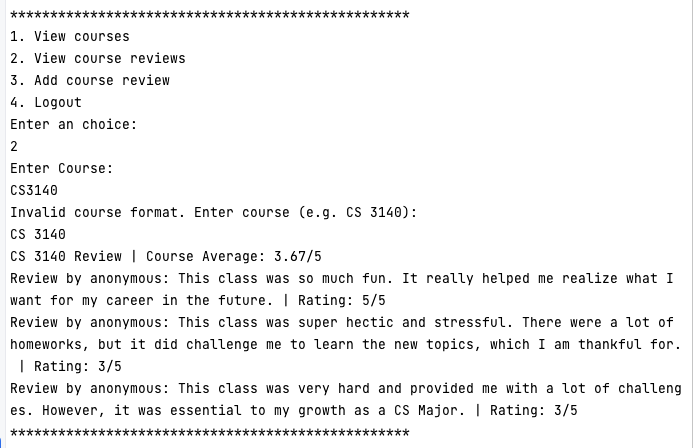 **************************************************
1. View courses
2. View course reviews
3. Add course review
4. Logout
Enter an choice:
2
Enter Course:
CS3140
Invalid course format. Enter course (e.g. CS 3140):
CS 3140
CS 3140 Review | Course Average: 3.67/5
Review by anonymous: This class was so much fun. It really helped me realize what I
want for my career in the future. | Rating: 5/5
Review by anonymous: This class was super hectic and stressful. There were a lot of
homeworks, but it did challenge me to learn the new topics, which I am thankful for.
 | Rating: 3/5
Review by anonymous: This class was very hard and provided me with a lot of challeng
es. However, it was essential to my growth as a CS Major. | Rating: 3/5
**************************************************